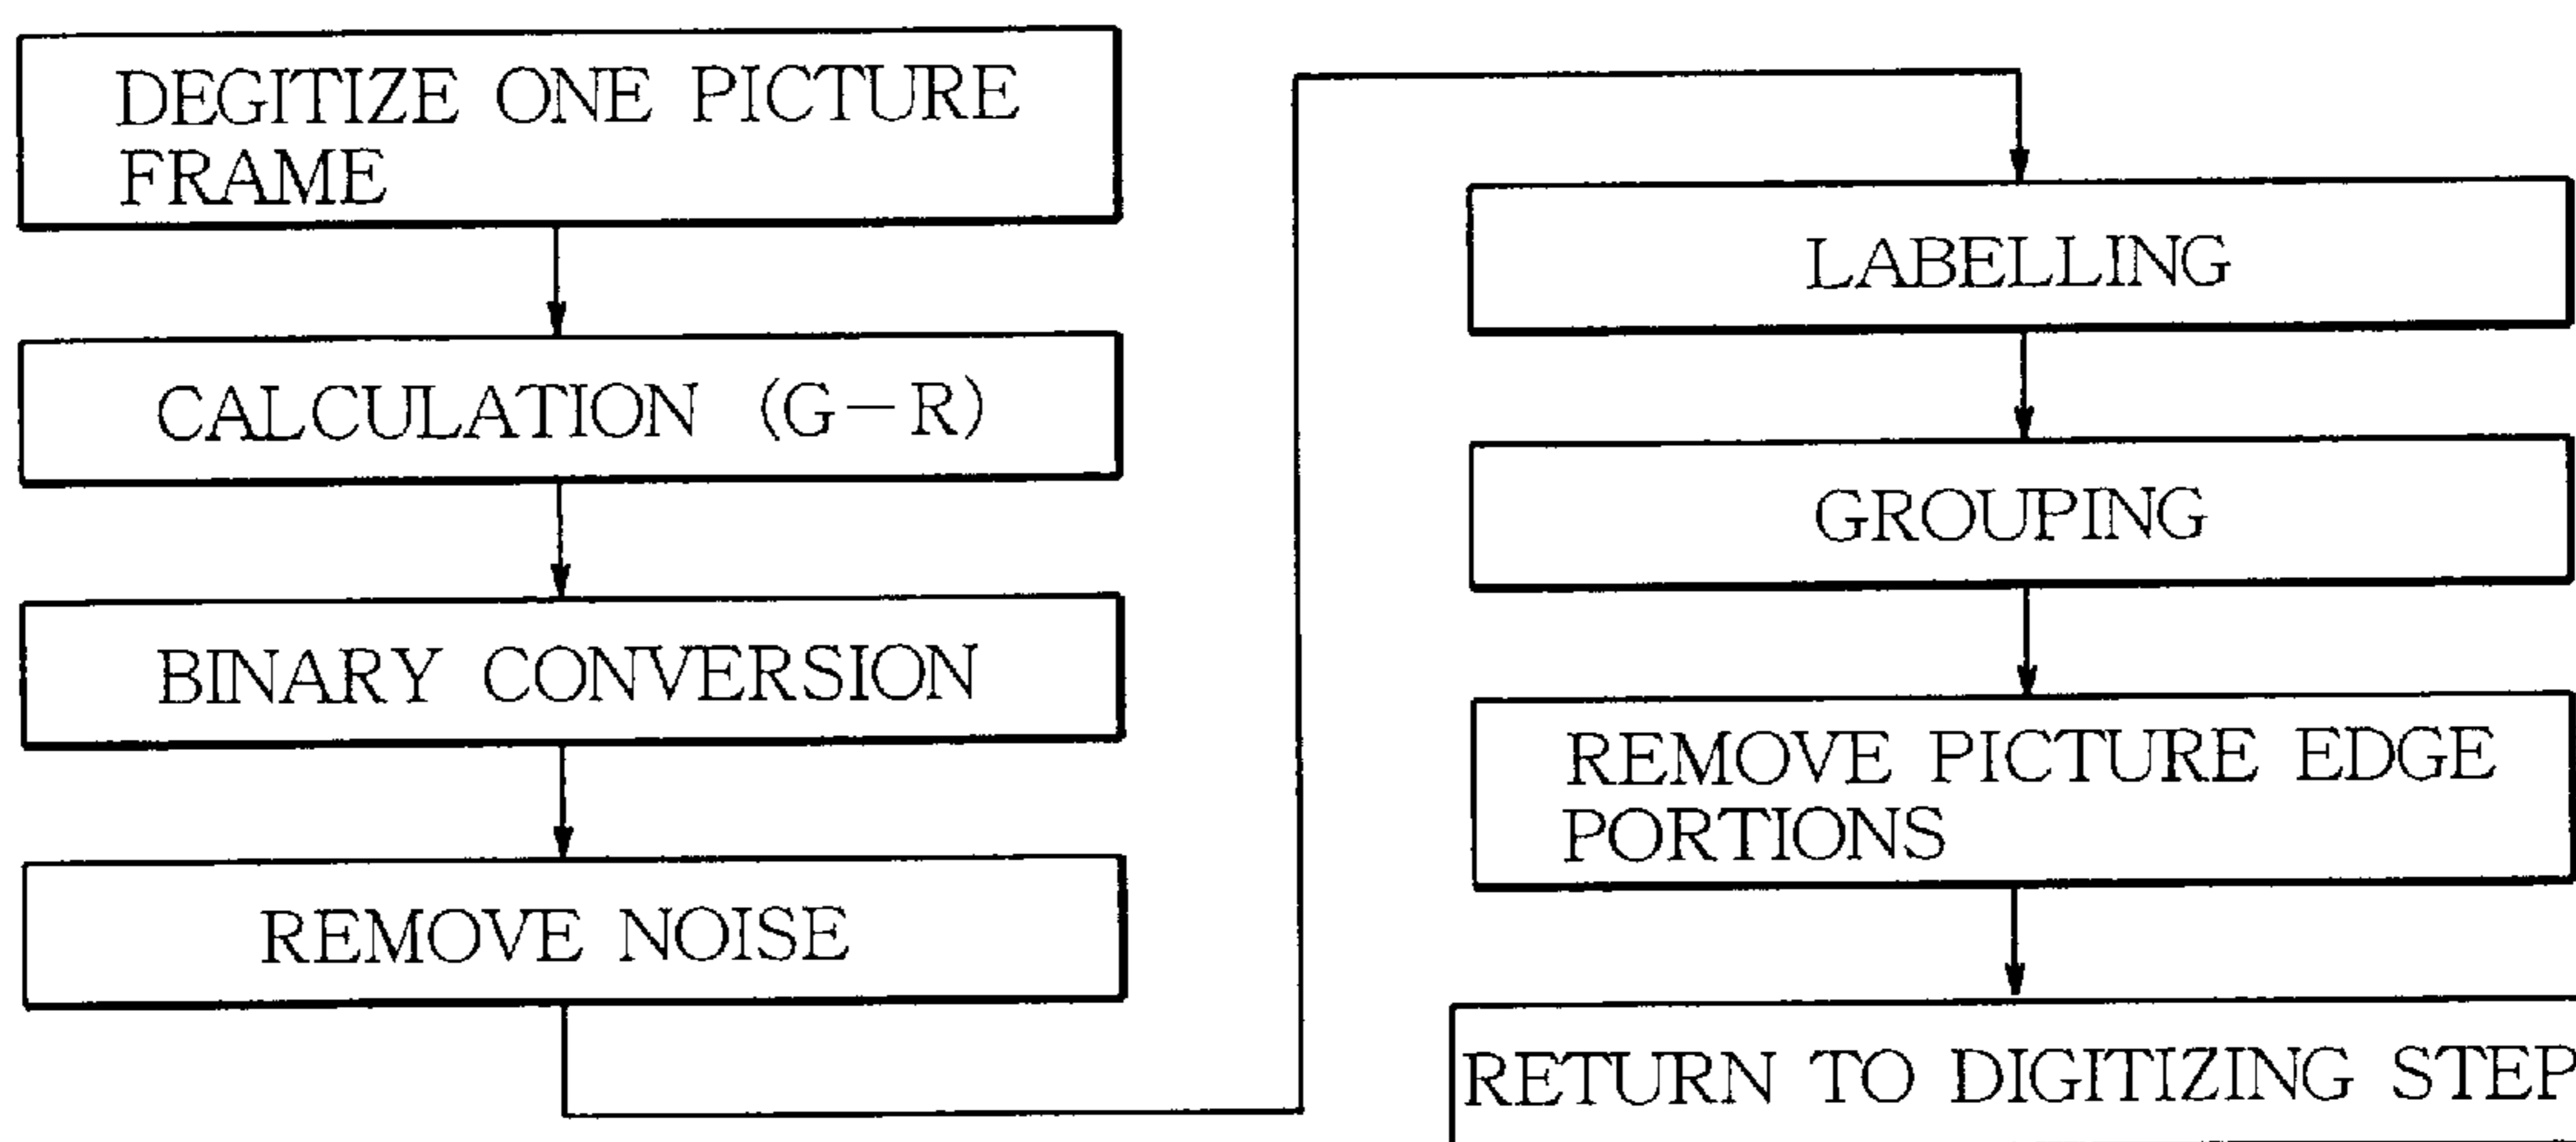 DEGITIZE ONE PICTURE
FRAME
CALCULATION (G－R)
BINARY CONVERSION
REMOVE NOISE
LABELLING
GROUPING
REMOVE PICTURE EDGE
PORTIONS
RETURN TO DIGITIZING STEP